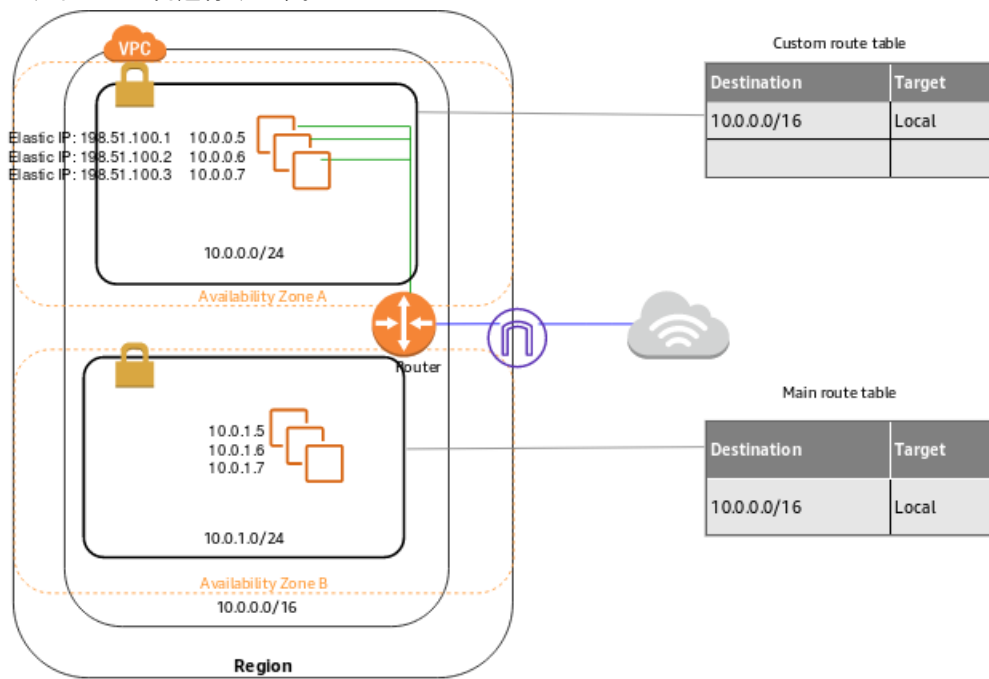 VPC
Elastic IP: 198.51.100.1 10.0.0.5
Elastic IP: 198.51.100.2 10.0.0.6
Elastic IP: 198.51.100.3 10.0.0.7
10.0.0.0/24
Availability Zone A
Router
10.0.1.5
10.0.1.6
10.0.1.7
10.0.1.0/24
Availability Zone B
10.0.0.0/16
Region
Custom route table
Destination Target
10.0.0.0/16 Local
Main route table
Destination Target
10.0.0.0/16 Local